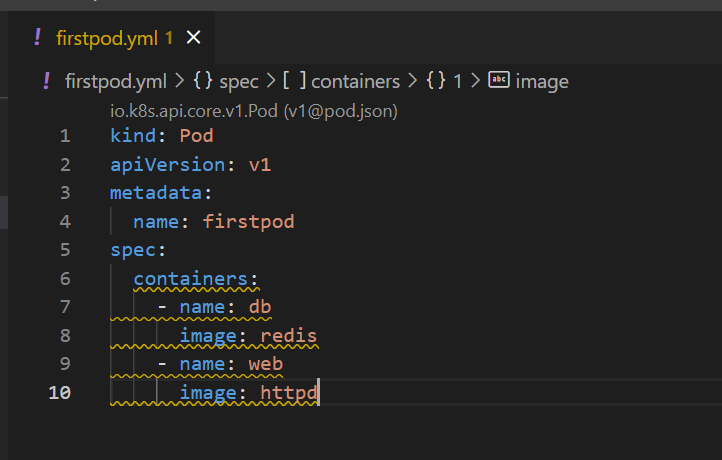 ! firstpod.yml 1 ×
! firstpod.yml > {} spec > [ ] containers > {} 1 > abc image
io.k8s.api.core.v1.Pod (v1@pod.json)
1 kind: Pod
2 apiVersion: v1
3 metadata:
4   name: firstpod
5 spec:
6   containers:
7     - name: db
8       image: redis
9     - name: web
10       image: httpd